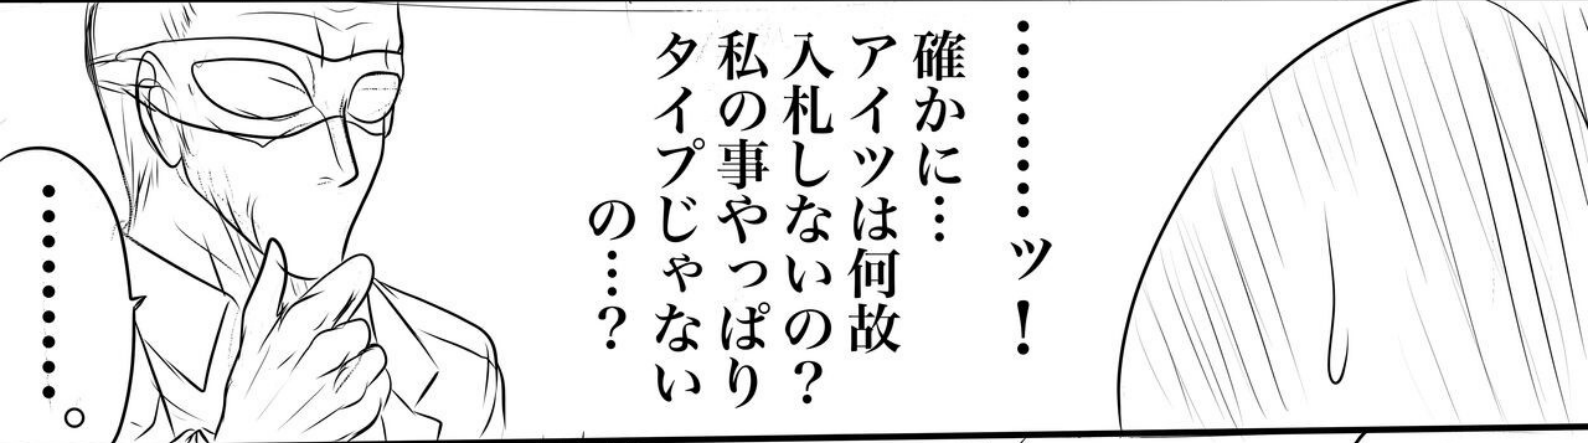 ………………ッ！
確かに…
アイツは何故
入札しないの？
私の事やっぱり
タイプじゃない
の…？
………………。